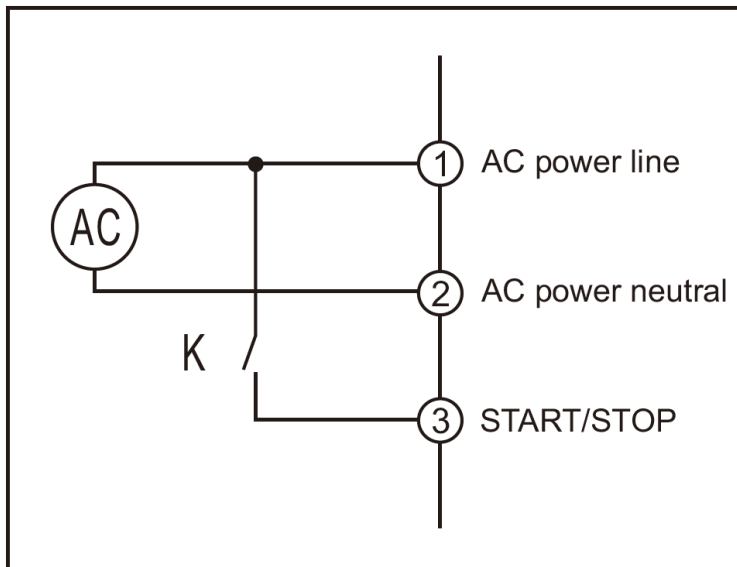 1 AC power line
AC
2 AC power neutral
K
3 START/STOP